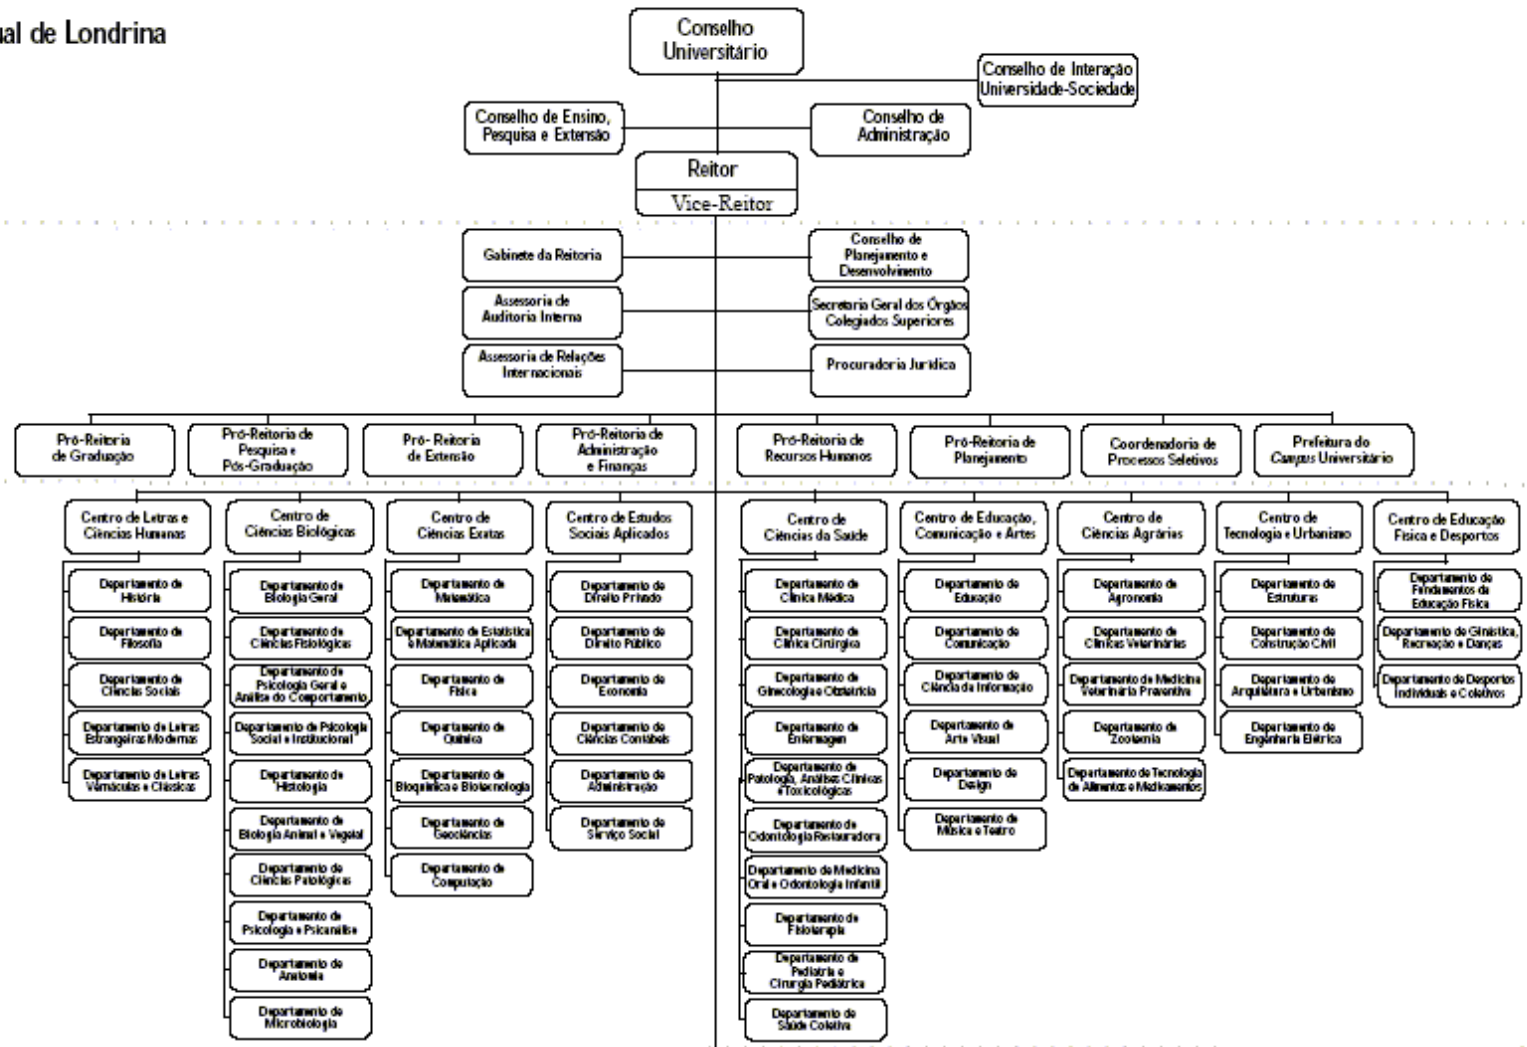 ual de Londrina
Conselho
Universitário
Conselho de Interação
Universidade-Sociedade
Conselho de Ensino,
Pesquisa e Extensão
Conselho de
Administração
Reitor
Vice-Reitor
Gabinete da Reitoria
Conselho de
Planejamento e
Desenvolvimento
Assessoria de
Auditoria Interna
Secretaria Geral dos Órgãos
Colegiados Superiores
Assessoria de Relações
Internacionais
Procuradoria Jurídica
Pró-Reitoria
de Graduação
Pró-Reitoria de
Pesquisa e
Pós-Graduação
Pró- Reitoria
de Extensão
Pró-Reitoria de
Administração
e Finanças
Pró-Reitoria de
Recursos Humanos
Pró-Reitoria de
Planejamento
Coordenadoria de
Processos Seletivos
Prefeitura do
Campus Universitário
Centro de Letras e
Ciências Humanas
Centro de
Ciências Biológicas
Centro de
Ciências Exatas
Centro de Estudos
Sociais Aplicados
Centro de
Ciências da Saúde
Centro de Educação,
Comunicação e Artes
Centro de
Ciências Agrárias
Centro de
Tecnologia e Urbanismo
Centro de Educação
Física e Desportos
Departamento de
História
Departamento de
Filosofia
Departamento de
Ciências Sociais
Departamento de Letras
Estrangeiras Modernas
Departamento de Letras
Vernáculas e Clássicas
Departamento de
Biologia Geral
Departamento de
Ciências Fisiológicas
Departamento de
Psicologia Geral e
Análise do Comportamento
Departamento de Psicologia
Social e Institucional
Departamento de
Histologia
Departamento de
Biologia Animal e Vegetal
Departamento de
Ciências Patológicas
Departamento de
Psicologia e Psicanálise
Departamento de
Anatomia
Departamento de
Microbiologia
Departamento de
Matemática
Departamento de Estatística
e Matemática Aplicada
Departamento de
Física
Departamento de
Química
Departamento de
Bioquímica e Biotecnologia
Departamento de
Geociências
Departamento de
Computação
Departamento de
Direito Privado
Departamento de
Direito Público
Departamento de
Economia
Departamento de
Ciências Contábeis
Departamento de
Administração
Departamento de
Serviço Social
Departamento de
Clínica Médica
Departamento de
Clínica Cirúrgica
Departamento de
Ginecologia e Obstetrícia
Departamento de
Enfermagem
Departamento de
Patologia, Análises Clínicas
e Toxicológicas
Departamento de
Odontologia Restauradora
Departamento de Medicina
Oral e Odontologia Infantil
Departamento de
Fisioterapia
Departamento de
Pediatria e
Cirurgia Pediátrica
Departamento de
Saúde Coletiva
Departamento de
Educação
Departamento de
Comunicação
Departamento de
Ciência da Informação
Departamento de
Arte Visual
Departamento de
Design
Departamento de
Música e Teatro
Departamento de
Agronomia
Departamento de
Clínicas Veterinárias
Departamento de Medicina
Veterinária Preventiva
Departamento de
Zootecnia
Departamento de Tecnologia
de Alimentos e Medicamentos
Departamento de
Estruturas
Departamento de
Construção Civil
Departamento de
Arquitetura e Urbanismo
Departamento de
Engenharia Elétrica
Departamento de
Fundamentos da
Educação Física
Departamento de Ginástica,
Recreação e Danças
Departamento de Desportos
Individuais e Coletivos